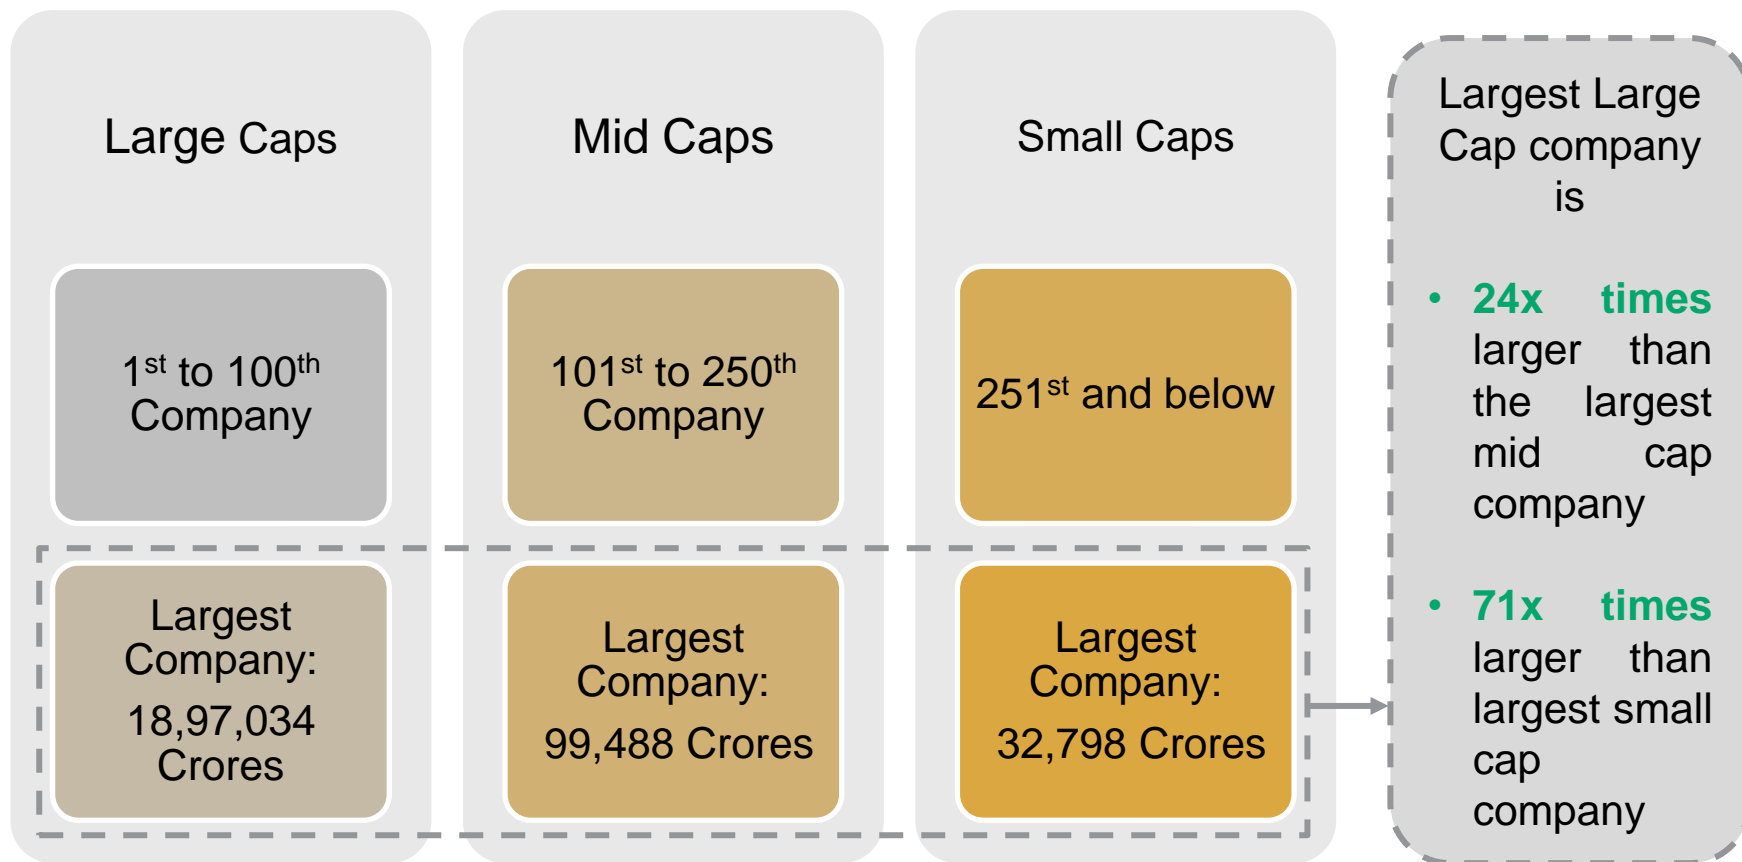 Large Caps
1st to 100th
Company
Largest
Company:
18,97,034
Crores
Mid Caps
101st to 250th
Company
Largest
Company:
99,488 Crores
Small Caps
251st and below
Largest
Company:
32,798 Crores
Largest Large
Cap company
is
• 24x times
larger than
the largest
mid cap
company
• 71x times
larger than
largest small
cap
company